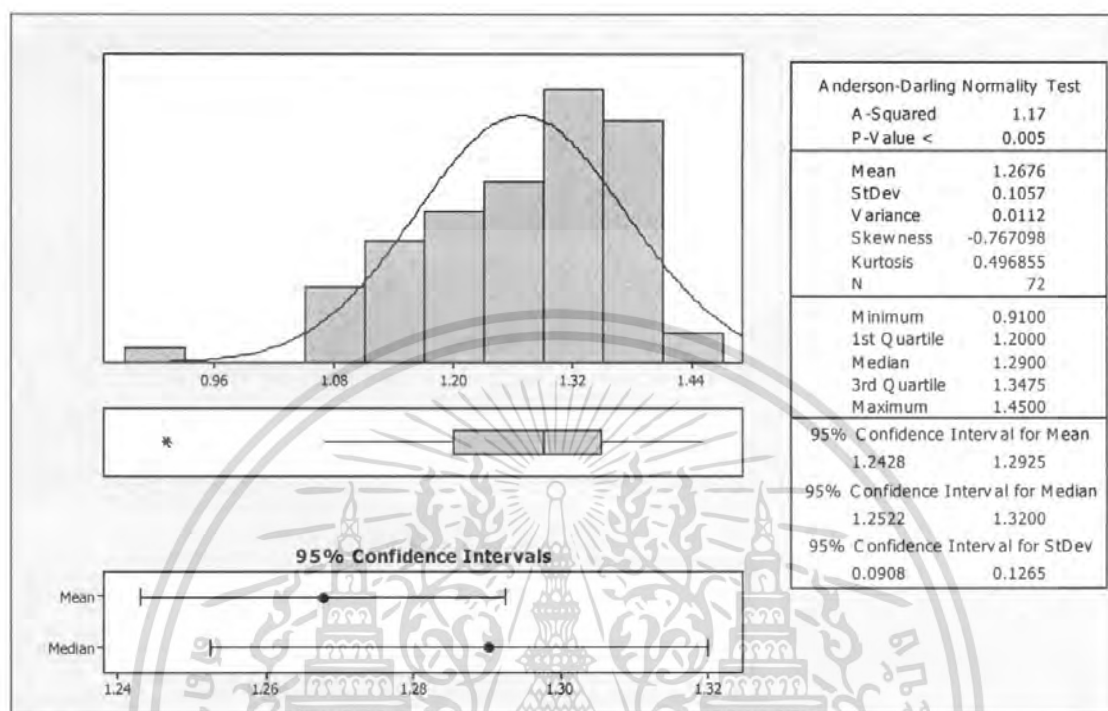 0.96 1.08 1.20 1.32 1.44
95% Confidence Intervals
Mean
Median
1.24 1.26 1.28 1.30 1.32
Anderson-Darling Normality Test
A-Squared 1.17
P-Value < 0.005
Mean 1.2676
StDev 0.1057
Variance 0.0112
Skewness -0.767098
Kurtosis 0.496855
N 72
Minimum 0.9100
1st Quartile 1.2000
Median 1.2900
3rd Quartile 1.3475
Maximum 1.4500
95% Confidence Interval for Mean
1.2428 1.2925
95% Confidence Interval for Median
1.2522 1.3200
95% Confidence Interval for StDev
0.0908 0.1265